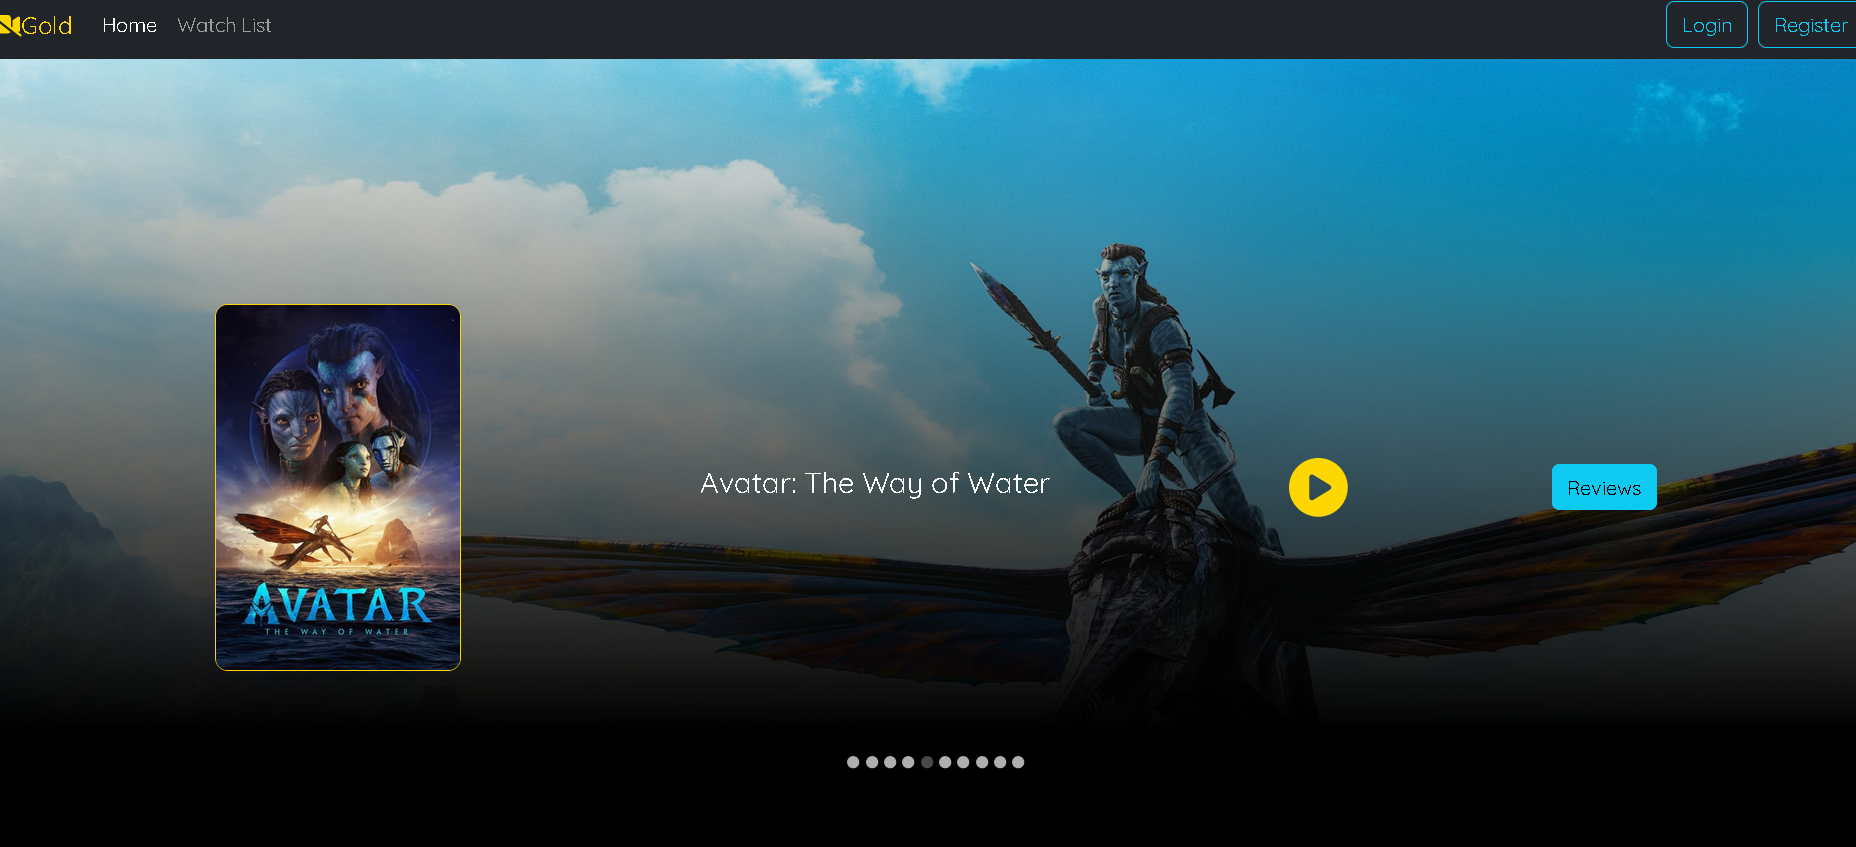 Gold Home Watch List Login Register
Avatar: The Way of Water Reviews
AVATAR
THE WAY OF WATER